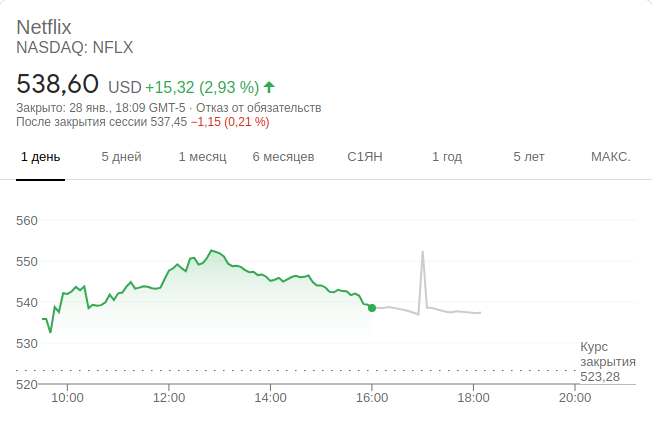 Netflix
NASDAQ: NFLX
538,60 USD +15,32 (2,93 %)
Закрыто: 28 янв., 18:09 GMT-5 · Отказ от обязательств
После закрытия сессии 537,45 −1,15 (0,21 %)
1 день 5 дней 1 месяц 6 месяцев С1ЯН 1 год 5 лет МАКС.
560
550
540
530
520
Курс
закрытия
523,28
10:00 12:00 14:00 16:00 18:00 20:00